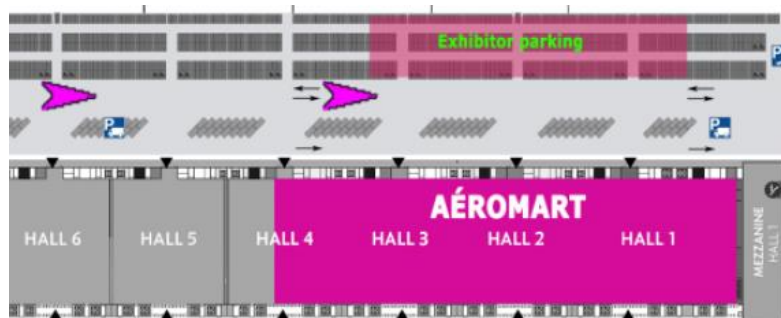 Exhibitor parking
P
P
P
AÉROMART
HALL 6
HALL 5
HALL 4
HALL 3
HALL 2
HALL 1
MEZZANINE
HALL 1